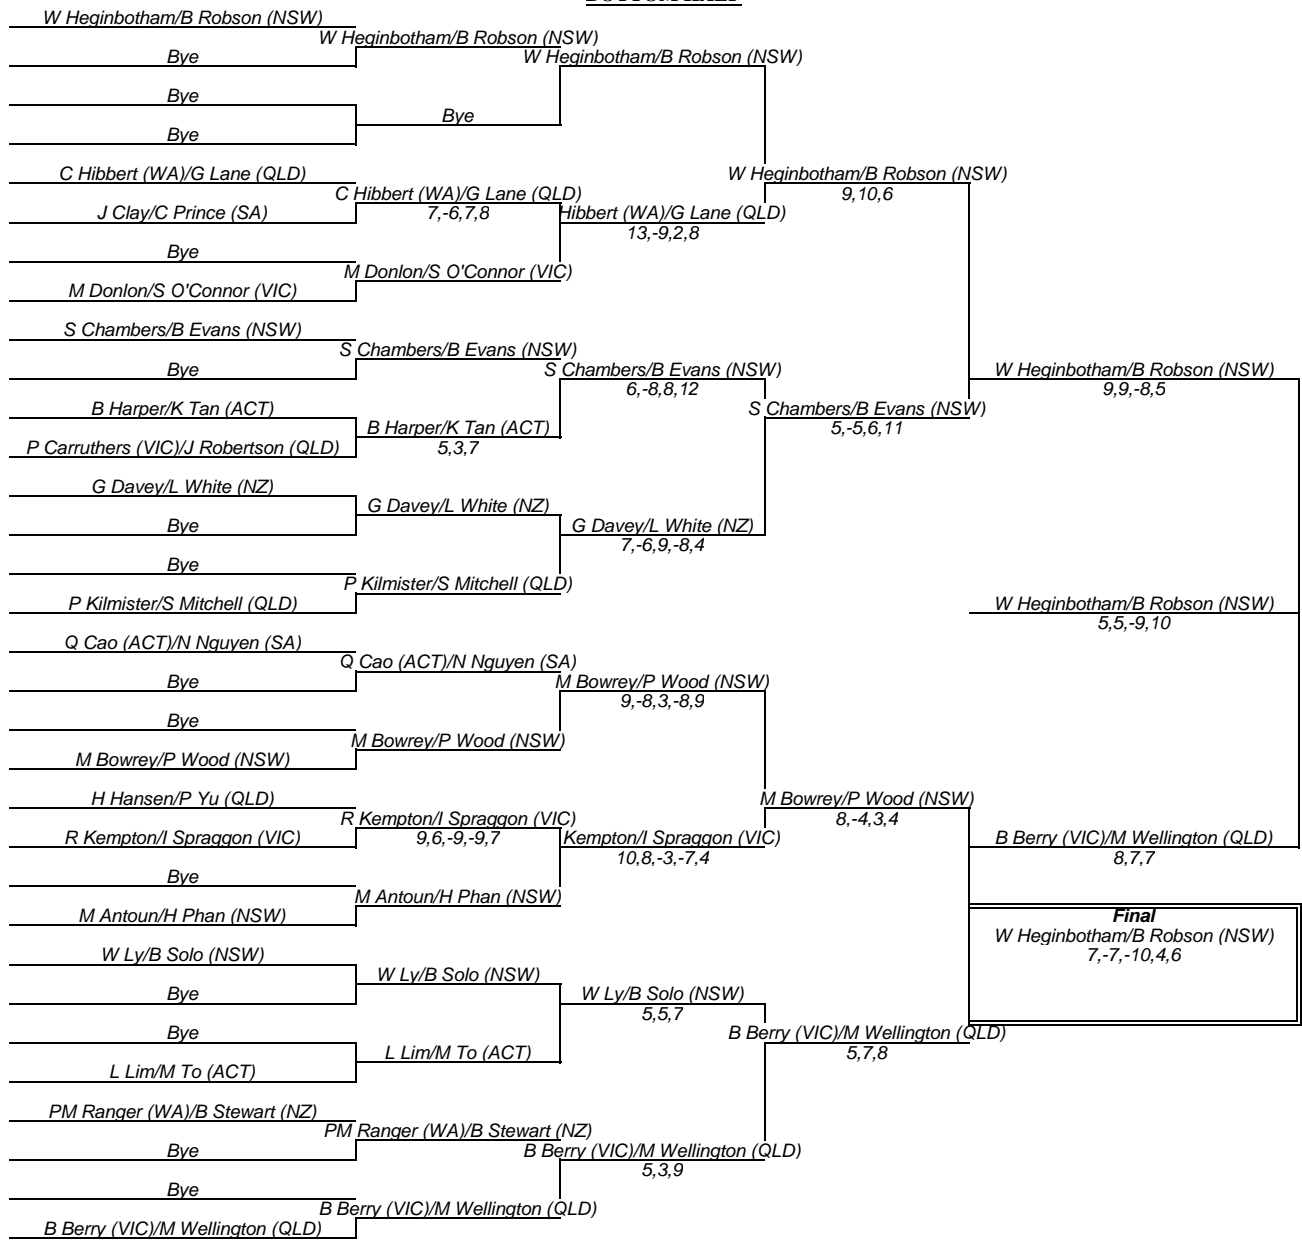 W Heginbotham/B Robson (NSW)
W Heginbotham/B Robson (NSW)
Bye
W Heginbotham/B Robson (NSW)
Bye
Bye
Bye
C Hibbert (WA)/G Lane (QLD)
W Heginbotham/B Robson (NSW)
9,10,6
C Hibbert (WA)/G Lane (QLD)
J Clay/C Prince (SA)
7,-6,7,8
Hibbert (WA)/G Lane (QLD)
13,-9,2,8
Bye
M Donlon/S O'Connor (VIC)
M Donlon/S O'Connor (VIC)
S Chambers/B Evans (NSW)
S Chambers/B Evans (NSW)
Bye
S Chambers/B Evans (NSW)
6,-8,8,12
W Heginbotham/B Robson (NSW)
9,9,-8,5
B Harper/K Tan (ACT)
S Chambers/B Evans (NSW)
5,-5,6,11
B Harper/K Tan (ACT)
5,3,7
P Carruthers (VIC)/J Robertson (QLD)
G Davey/L White (NZ)
G Davey/L White (NZ)
Bye
G Davey/L White (NZ)
7,-6,9,-8,4
Bye
P Kilmister/S Mitchell (QLD)
P Kilmister/S Mitchell (QLD)
W Heginbotham/B Robson (NSW)
5,5,-9,10
Q Cao (ACT)/N Nguyen (SA)
Q Cao (ACT)/N Nguyen (SA)
Bye
M Bowrey/P Wood (NSW)
9,-8,3,-8,9
Bye
M Bowrey/P Wood (NSW)
M Bowrey/P Wood (NSW)
H Hansen/P Yu (QLD)
M Bowrey/P Wood (NSW)
8,-4,3,4
R Kempton/I Spraggon (VIC)
9,6,-9,-9,7
R Kempton/I Spraggon (VIC)
Kempton/I Spraggon (VIC)
10,8,-3,-7,4
B Berry (VIC)/M Wellington (QLD)
8,7,7
Bye
M Antoun/H Phan (NSW)
M Antoun/H Phan (NSW)
Final
W Heginbotham/B Robson (NSW)
7,-7,-10,4,6
W Ly/B Solo (NSW)
W Ly/B Solo (NSW)
Bye
W Ly/B Solo (NSW)
5,5,7
Bye
B Berry (VIC)/M Wellington (QLD)
5,7,8
L Lim/M To (ACT)
L Lim/M To (ACT)
PM Ranger (WA)/B Stewart (NZ)
PM Ranger (WA)/B Stewart (NZ)
Bye
B Berry (VIC)/M Wellington (QLD)
5,3,9
Bye
B Berry (VIC)/M Wellington (QLD)
B Berry (VIC)/M Wellington (QLD)